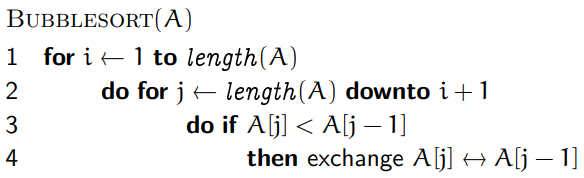 BUBBLESORT(A)
1 for i ← 1 to length(A)
2 do for j ← length(A) downto i + 1
3 do if A[j] < A[j − 1]
4 then exchange A[j] ↔ A[j − 1]